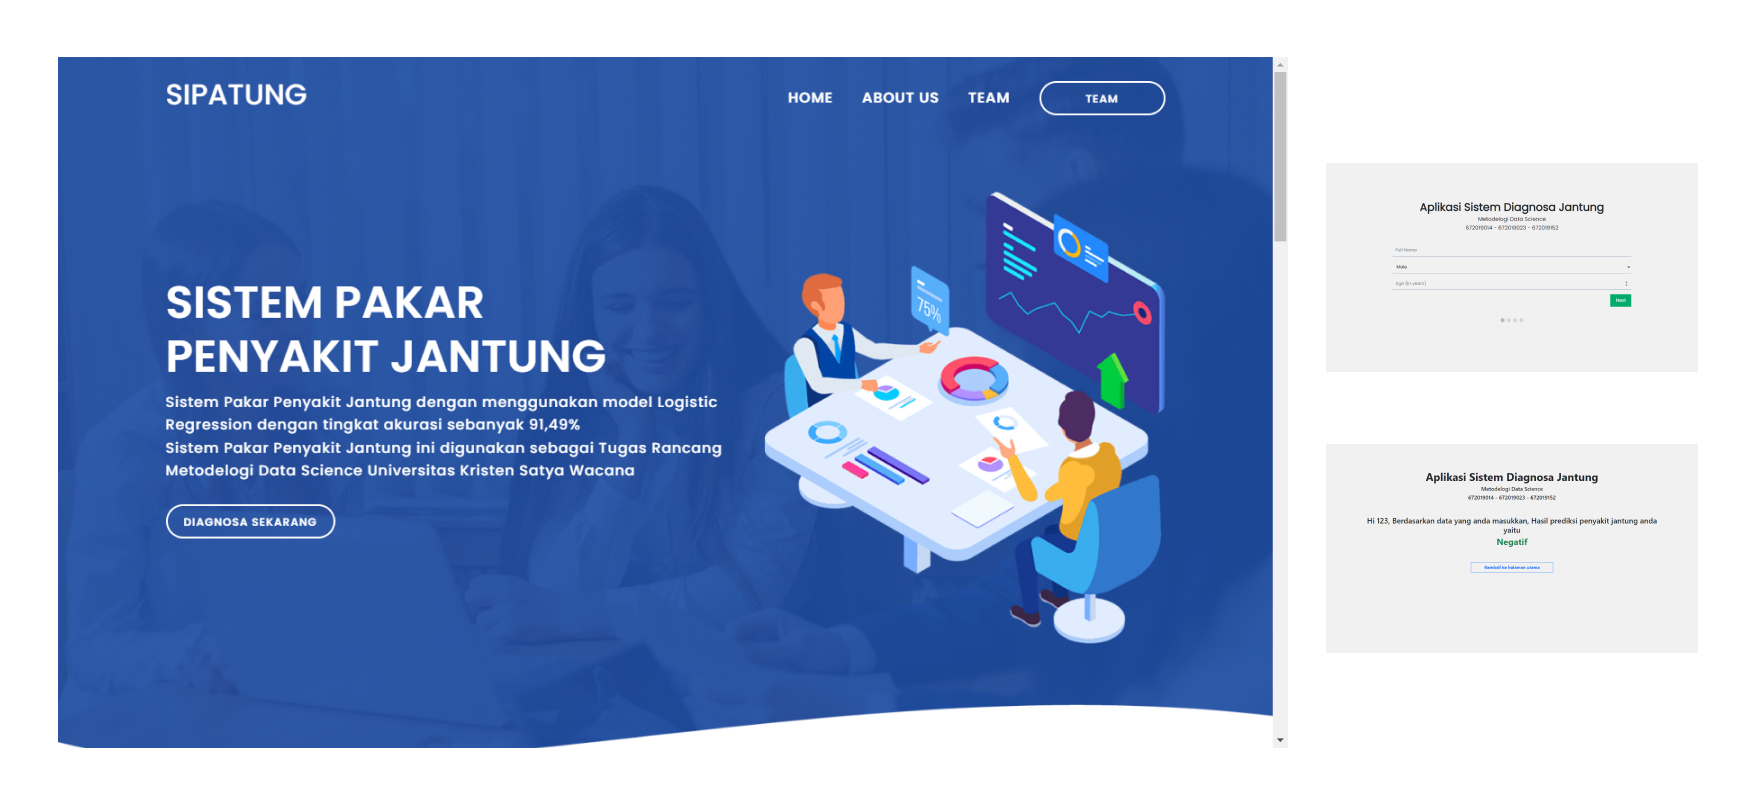 SIPATUNG
HOME ABOUT US TEAM TEAM
SISTEM PAKAR
PENYAKIT JANTUNG
Sistem Pakar Penyakit Jantung dengan menggunakan model Logistic
Regression dengan tingkat akurasi sebanyak 91,49%
Sistem Pakar Penyakit Jantung ini digunakan sebagai Tugas Rancang
Metodelogi Data Science Universitas Kristen Satya Wacana
DIAGNOSA SEKARANG
75%
Aplikasi Sistem Diagnosa Jantung
Metodelogi Data Science
672019014 - 672019023 - 672019152
Full Name
Male
Age (in years)
Next
Aplikasi Sistem Diagnosa Jantung
Metodelogi Data Science
672019014 - 672019023 - 672019152
Hi 123, Berdasarkan data yang anda masukkan, Hasil prediksi penyakit jantung anda
yaitu
Negatif
Kembali ke halaman utama